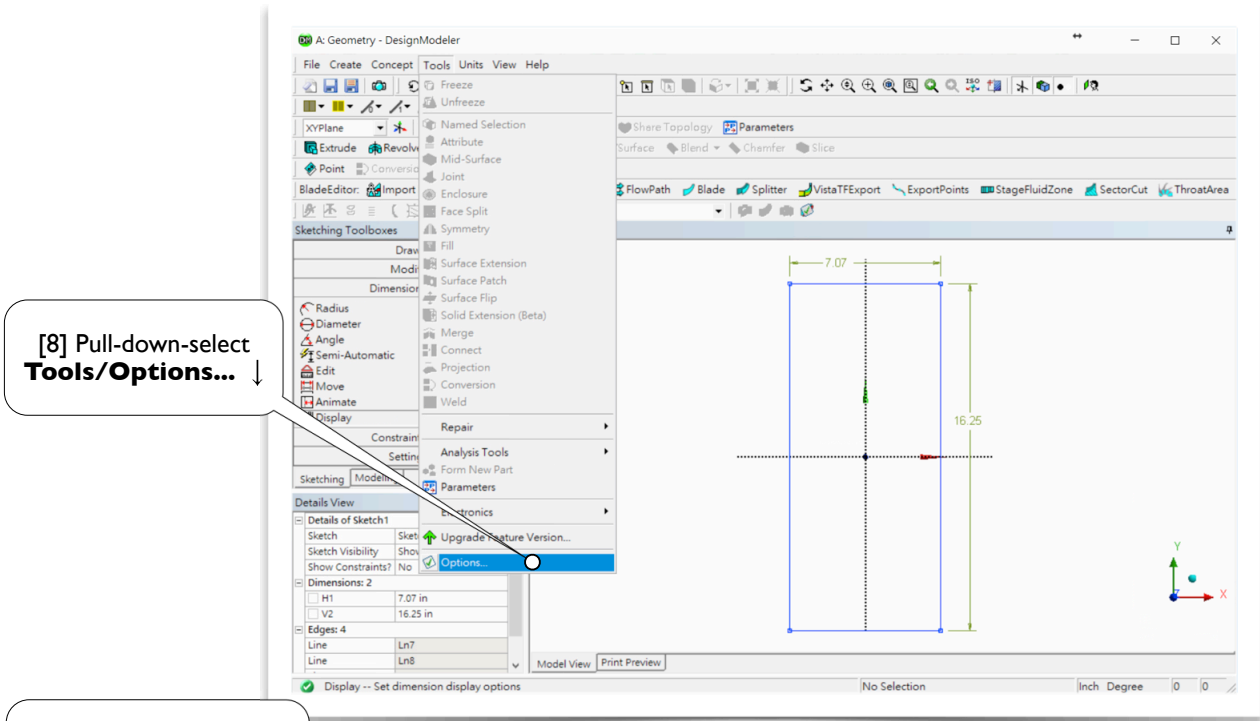 A: Geometry - DesignModeler
File Create Concept Tools Units View Help
XYPlane
Share Topology Parameters
Extrude
Surface Blend Chamfer Slice
Point
BladeEditor: Import
FlowPath Blade Splitter VistaTFExport ExportPoints StageFluidZone SectorCut ThroatArea
Sketching Toolboxes
Radius
Diameter
Angle
Semi-Automatic
Edit
Move
Animate
Display
Sketching Modeling
Freeze
Unfreeze
Named Selection
Attribute
Mid-Surface
Joint
Enclosure
Face Split
Symmetry
Fill
Surface Extension
Surface Patch
Surface Flip
Solid Extension (Beta)
Merge
Connect
Projection
Conversion
Weld
Repair
Analysis Tools
Form New Part
Parameters
Electronics
Upgrade Feature Version...
Options...
[8] Pull-down-select
Tools/Options... ↓
7.07
16.25
Y
Z
X
Details View
Details of Sketch1
Sketch
Sketch Visibility
Show Constraints? No
Dimensions: 2
H1 7.07 in
V2 16.25 in
Edges: 4
Line Ln7
Line Ln8
Model View Print Preview
Display -- Set dimension display options No Selection Inch Degree 0 0